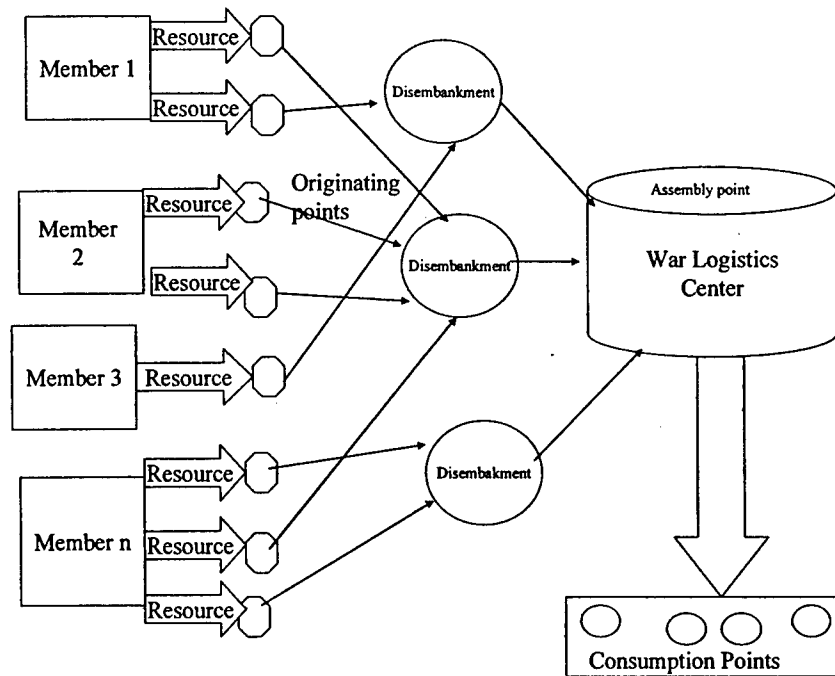 Member 1
Resource
Resource
Disembankment
Member
2
Resource
Resource
Originating
points
Disembankment
Assembly point
War Logistics
Center
Member 3
Resource
Member n
Resource
Resource
Resource
Disembakment
Consumption Points